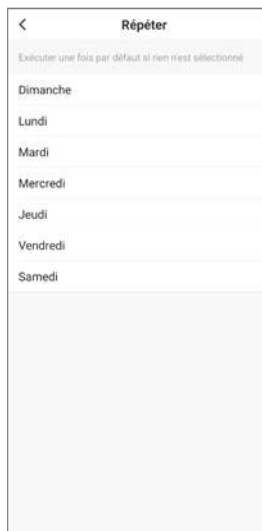 Répéter
Exécuter une fois par défaut si rien n'est sélectionné
Dimanche
Lundi
Mardi
Mercredi
Jeudi
Vendredi
Samedi